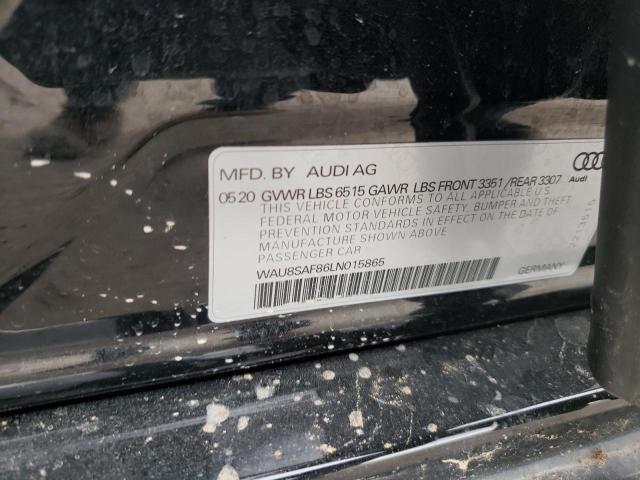 MFD. BY AUDI AG
0520 GVWR LBS 6515 GAWR LBS FRONT 3351 / REAR 3307
THIS VEHICLE CONFORMS TO ALL APPLICABLE U.S.
FEDERAL MOTOR VEHICLE SAFETY, BUMPER AND THEFT
PREVENTION STANDARDS IN EFFECT ON THE DATE OF
MANUFACTURE SHOWN ABOVE
PASSENGER CAR
WAU8SAF86LN015865
GERMANY
Audi